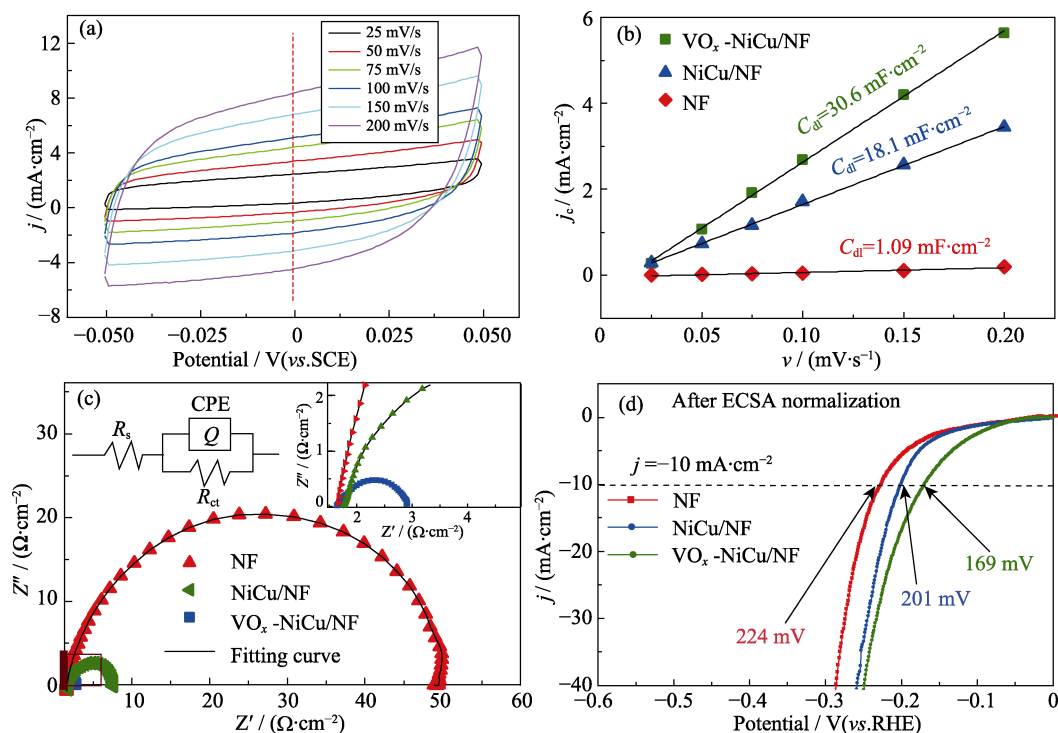 (a)
25 mV/s
50 mV/s
75 mV/s
100 mV/s
150 mV/s
200 mV/s
12
8
4
0
−4
−8
j / (mA·cm⁻²)
−0.050
−0.025
0
0.025
0.050
Potential / V(vs.SCE)
(b)
VOₓ -NiCu/NF
NiCu/NF
NF
C_dl=30.6 mF·cm⁻²
C_dl=18.1 mF·cm⁻²
C_dl=1.09 mF·cm⁻²
6
4
2
0
j_c / (mA·cm⁻²)
0
0.05
0.10
0.15
0.20
v / (mV·s⁻¹)
(c)
CPE
Q
R_s
R_ct
2
1
0
Z″ / (Ω·cm⁻²)
2
3
4
Z′ / (Ω·cm⁻²)
NF
NiCu/NF
VOₓ -NiCu/NF
Fitting curve
30
20
10
0
Z″ / (Ω·cm⁻²)
0
10
20
30
40
50
60
Z′ / (Ω·cm⁻²)
(d)
After ECSA normalization
j =−10 mA·cm⁻²
NF
NiCu/NF
VOₓ -NiCu/NF
169 mV
201 mV
224 mV
0
−10
−20
−30
−40
j / (mA·cm⁻²)
−0.6
−0.5
−0.4
−0.3
−0.2
−0.1
0
Potential / V(vs.RHE)